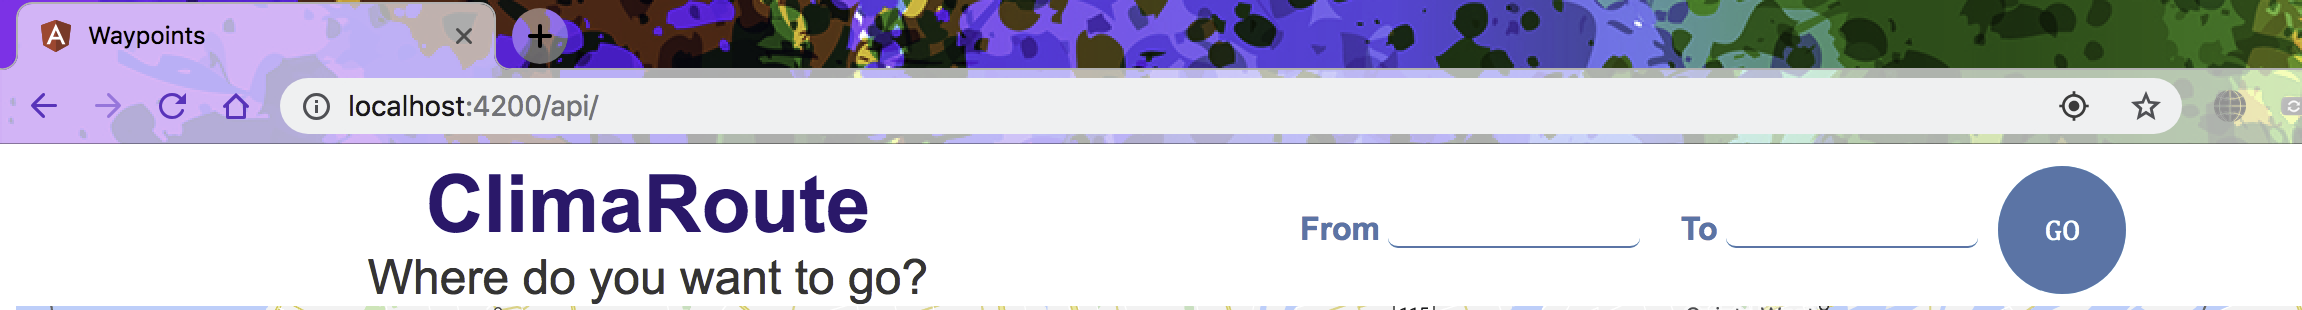 Waypoints
localhost:4200/api/
ClimaRoute
Where do you want to go?
From
To
GO